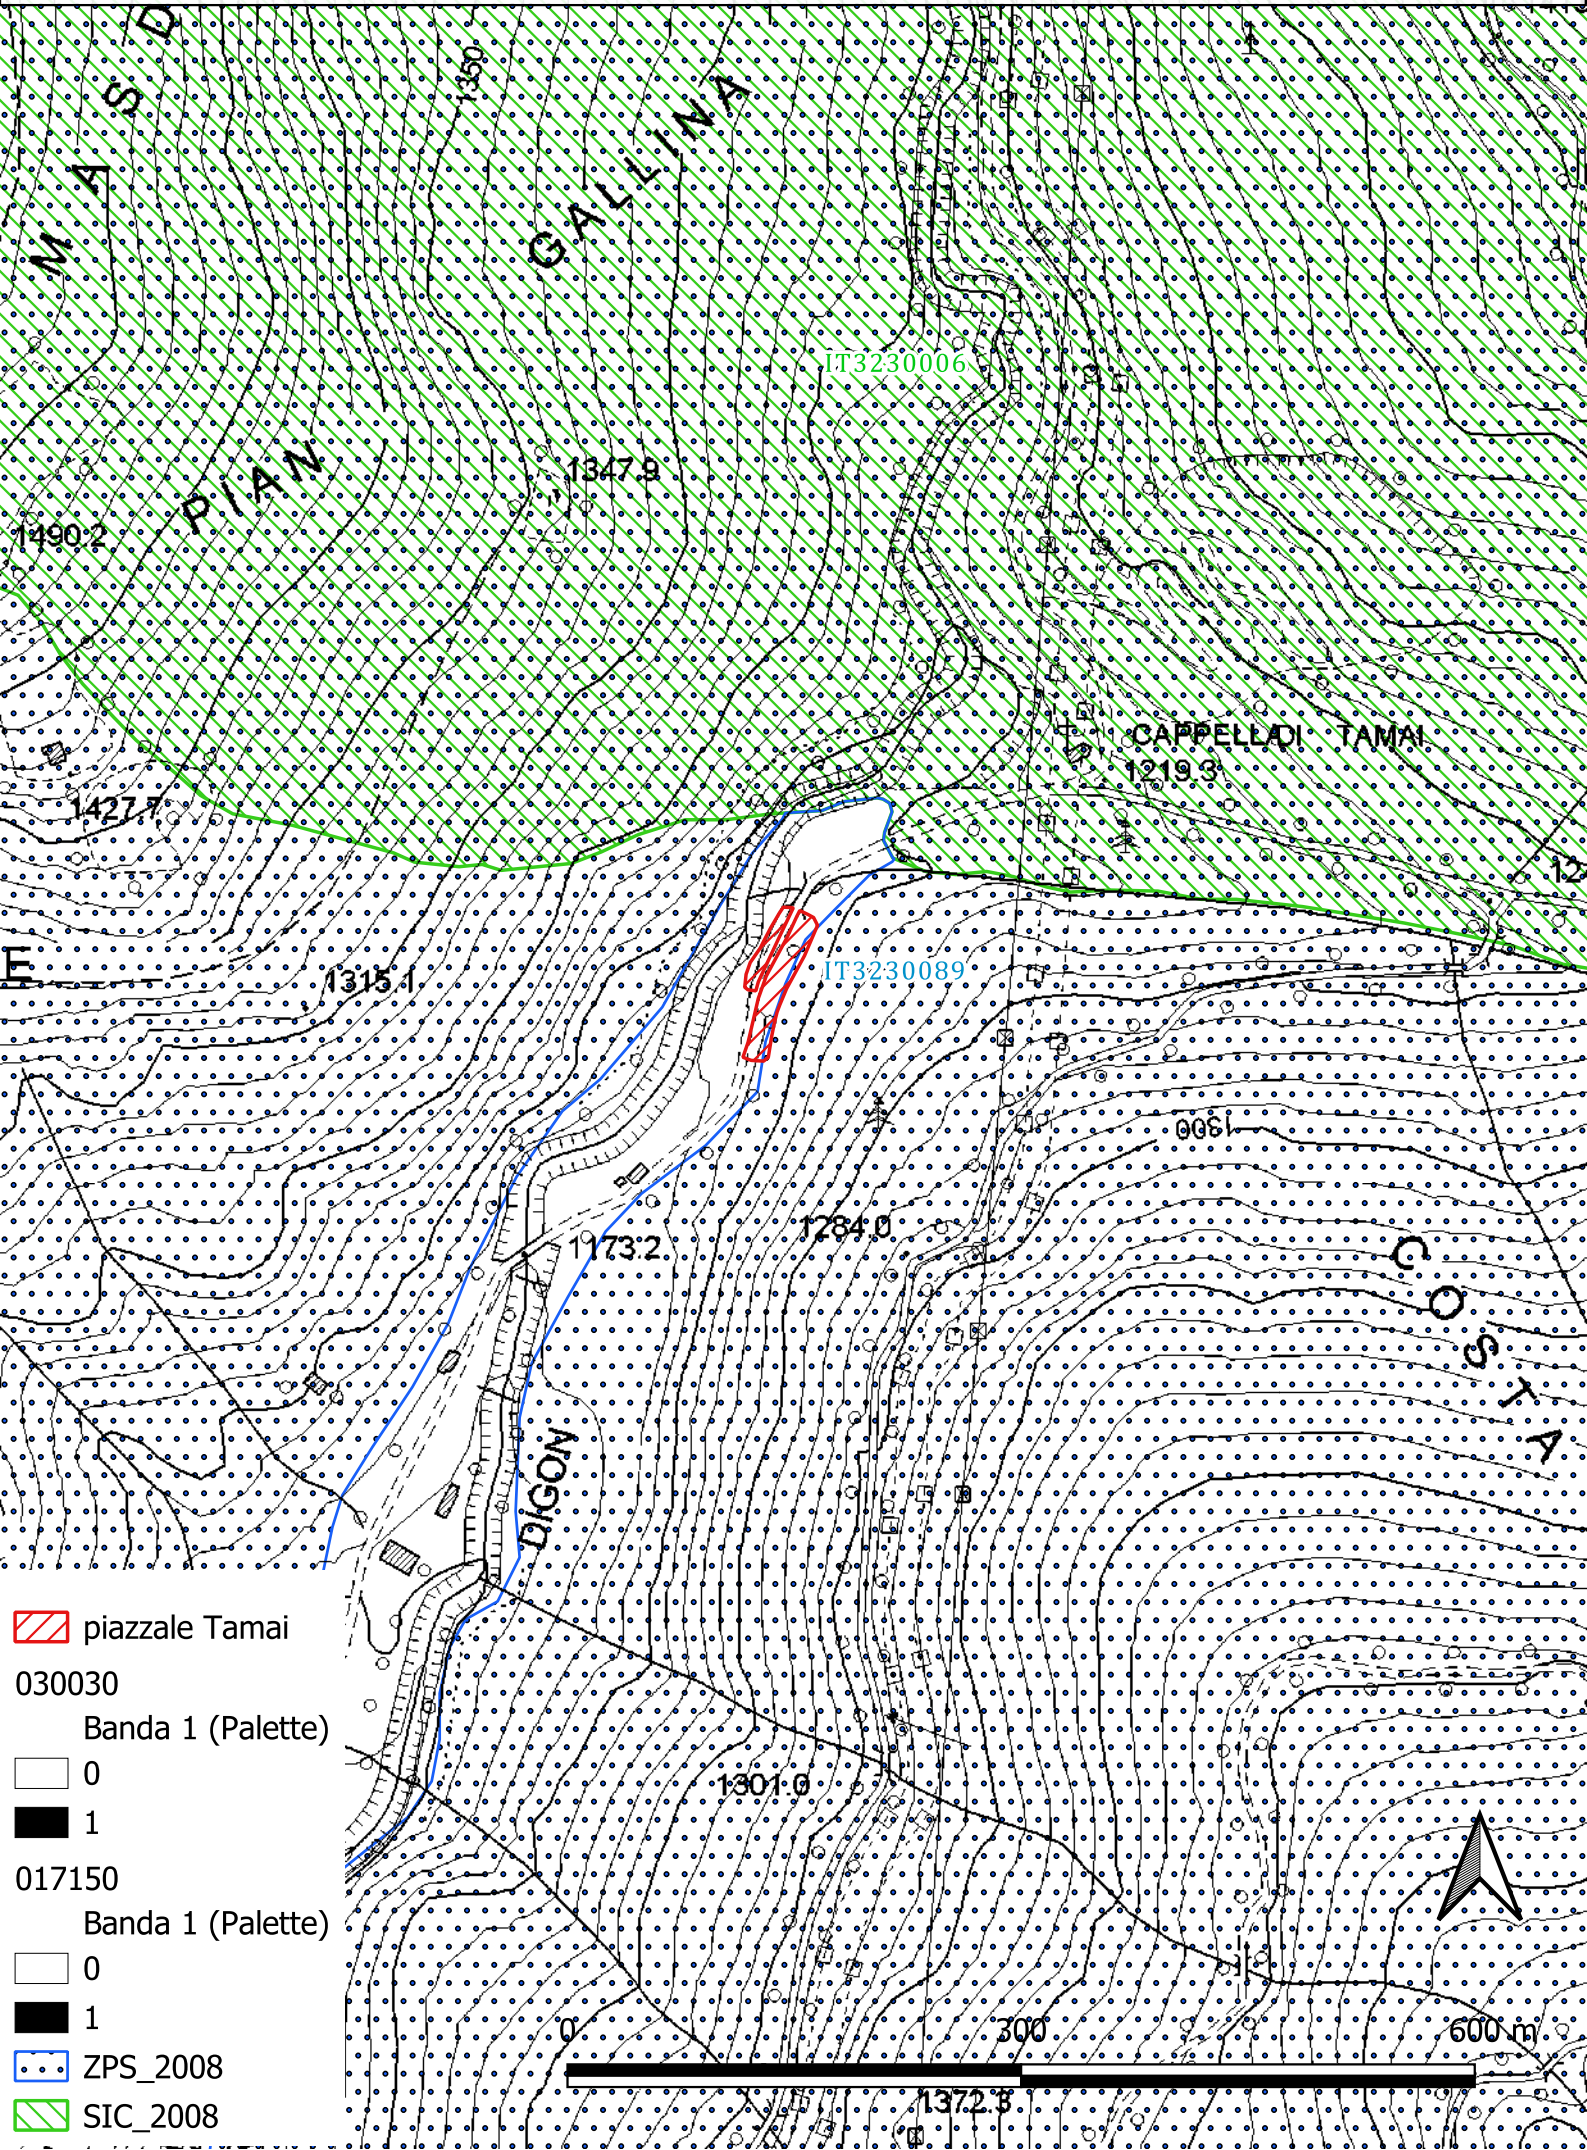 MASD
1350
GALLINA
IT3230006
1347.9
PIAN
1490.2
CAPPELLA DI TAMAI
1219.3
1427.7
12
E
1315.1
IT3230089
1300
1284.0
1173.2
COSTA
DIGON
piazzale Tamai
030030
Banda 1 (Palette)
0
1
1301.0
017150
Banda 1 (Palette)
0
1
0 300 600 m
ZPS_2008
1372.3
SIC_2008